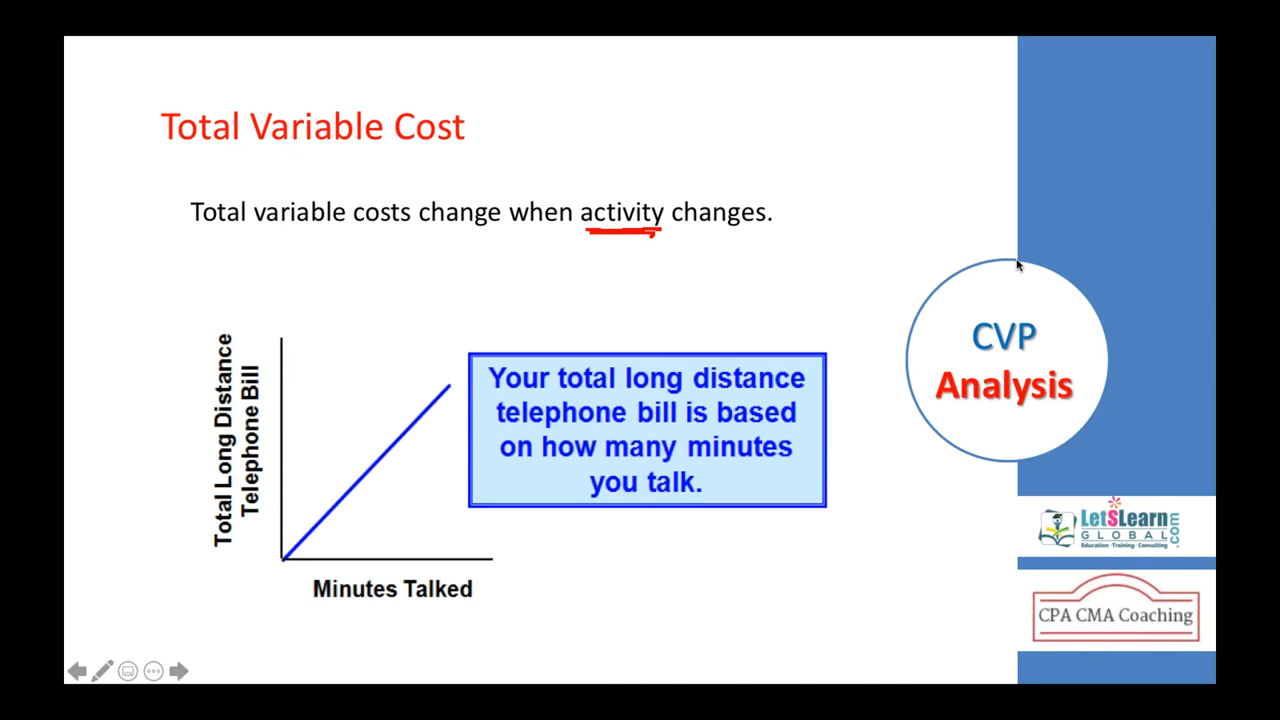 Total Variable Cost
Total variable costs change when activity changes.
Total Long Distance
Telephone Bill
Your total long distance
telephone bill is based
on how many minutes
you talk.
Minutes Talked
CVP
Analysis
LetSLearn
GLOBAL
.com
Education · Training · Consulting
CPA CMA Coaching